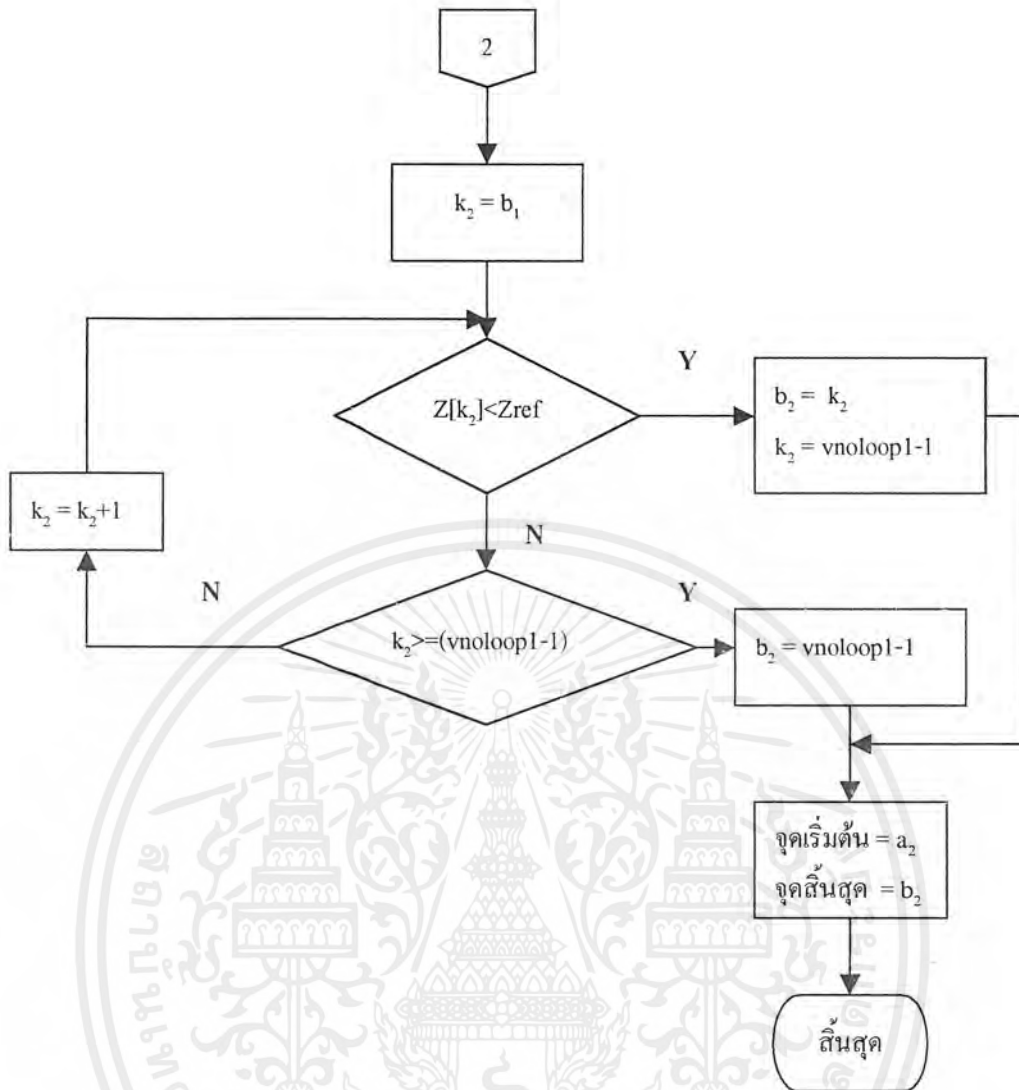 2
k₂ = b₁
Z[k₂]<Zref
Y
b₂ = k₂
k₂ = vnoloop1-1
k₂ = k₂+1
N
N
k₂>=(vnoloop1-1)
Y
b₂ = vnoloop1-1
จุดเริ่มต้น = a₂
จุดสิ้นสุด = b₂
สิ้นสุด